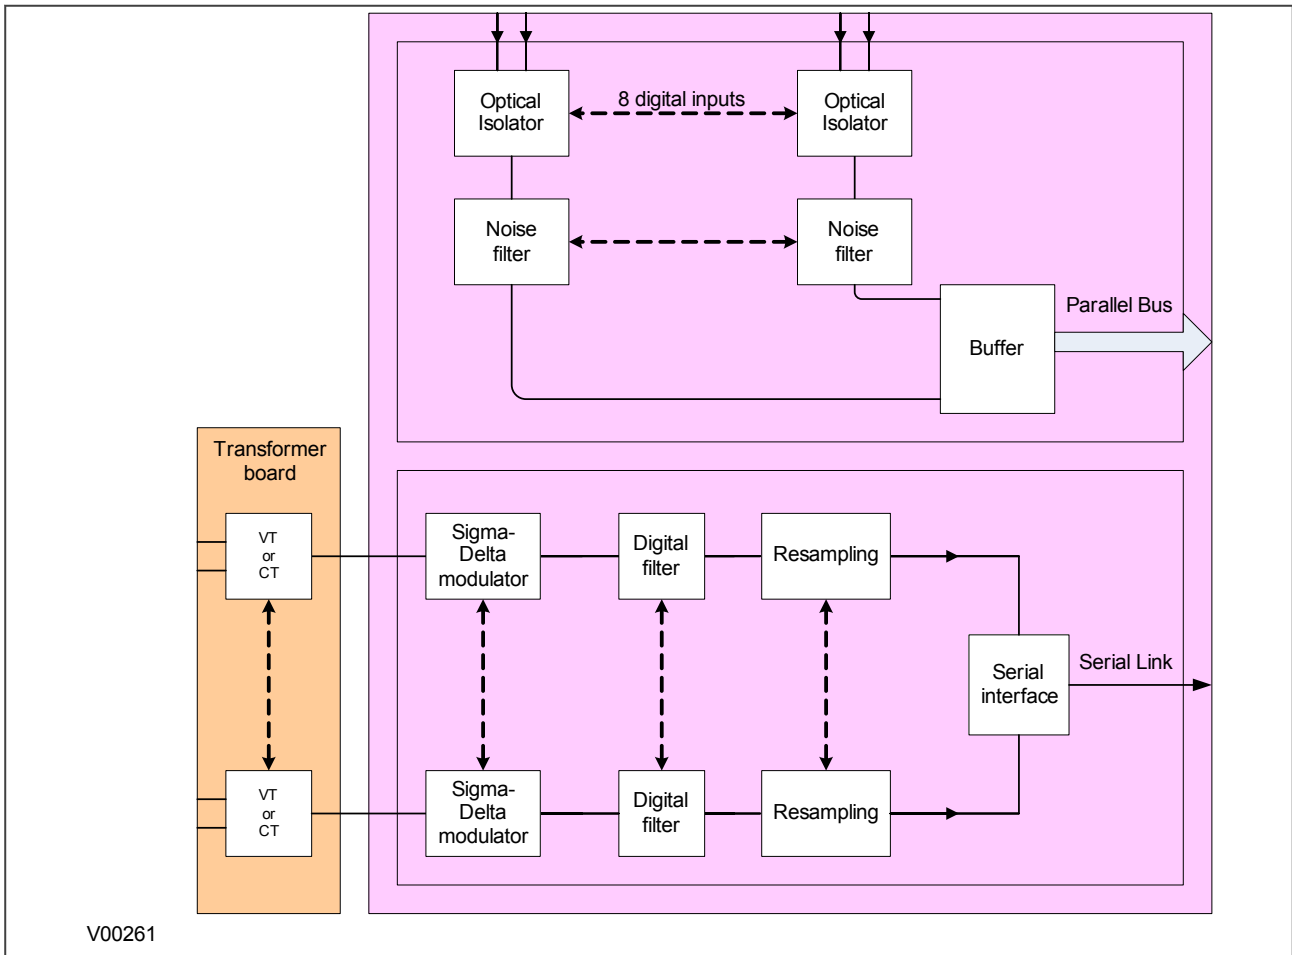 Optical
Isolator
8 digital inputs
Optical
Isolator
Noise
filter
Noise
filter
Parallel Bus
Buffer
Transformer
board
VT
or
CT
Sigma-
Delta
modulator
Digital
filter
Resampling
Serial
interface
Serial Link
VT
or
CT
Sigma-
Delta
modulator
Digital
filter
Resampling
V00261